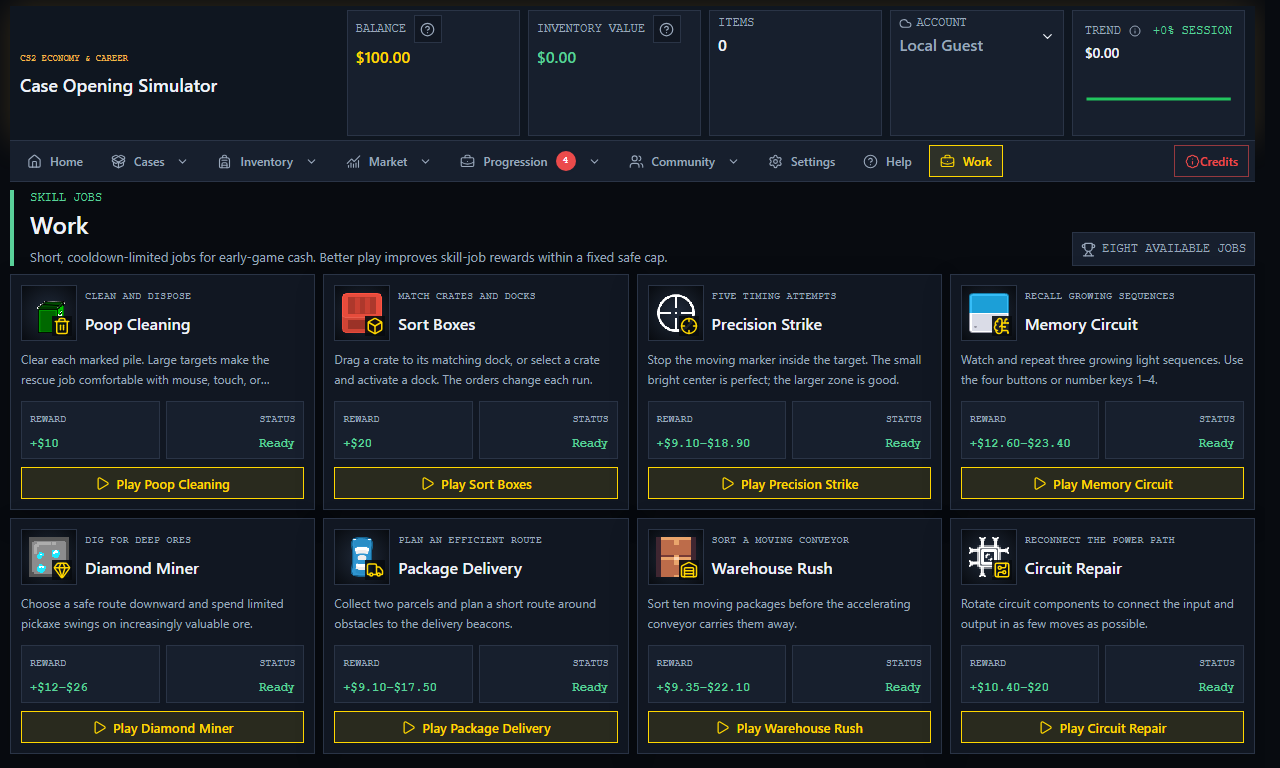 CS2 ECONOMY & CAREER
Case Opening Simulator
BALANCE
$100.00
INVENTORY VALUE
$0.00
ITEMS
0
ACCOUNT
Local Guest
TREND +0% SESSION
$0.00
Home Cases Inventory Market Progression 4 Community Settings Help Work Credits
SKILL JOBS
Work
Short, cooldown-limited jobs for early-game cash. Better play improves skill-job rewards within a fixed safe cap.
EIGHT AVAILABLE JOBS
CLEAN AND DISPOSE
Poop Cleaning
Clear each marked pile. Large targets make the
rescue job comfortable with mouse, touch, or...
REWARD STATUS
+$10 Ready
Play Poop Cleaning
MATCH CRATES AND DOCKS
Sort Boxes
Drag a crate to its matching dock, or select a crate
and activate a dock. The orders change each run.
REWARD STATUS
+$20 Ready
Play Sort Boxes
FIVE TIMING ATTEMPTS
Precision Strike
Stop the moving marker inside the target. The small
bright center is perfect; the larger zone is good.
REWARD STATUS
+$9.10–$18.90 Ready
Play Precision Strike
RECALL GROWING SEQUENCES
Memory Circuit
Watch and repeat three growing light sequences. Use
the four buttons or number keys 1–4.
REWARD STATUS
+$12.60–$23.40 Ready
Play Memory Circuit
DIG FOR DEEP ORES
Diamond Miner
Choose a safe route downward and spend limited
pickaxe swings on increasingly valuable ore.
REWARD STATUS
+$12–$26 Ready
Play Diamond Miner
PLAN AN EFFICIENT ROUTE
Package Delivery
Collect two parcels and plan a short route around
obstacles to the delivery beacons.
REWARD STATUS
+$9.10–$17.50 Ready
Play Package Delivery
SORT A MOVING CONVEYOR
Warehouse Rush
Sort ten moving packages before the accelerating
conveyor carries them away.
REWARD STATUS
+$9.35–$22.10 Ready
Play Warehouse Rush
RECONNECT THE POWER PATH
Circuit Repair
Rotate circuit components to connect the input and
output in as few moves as possible.
REWARD STATUS
+$10.40–$20 Ready
Play Circuit Repair